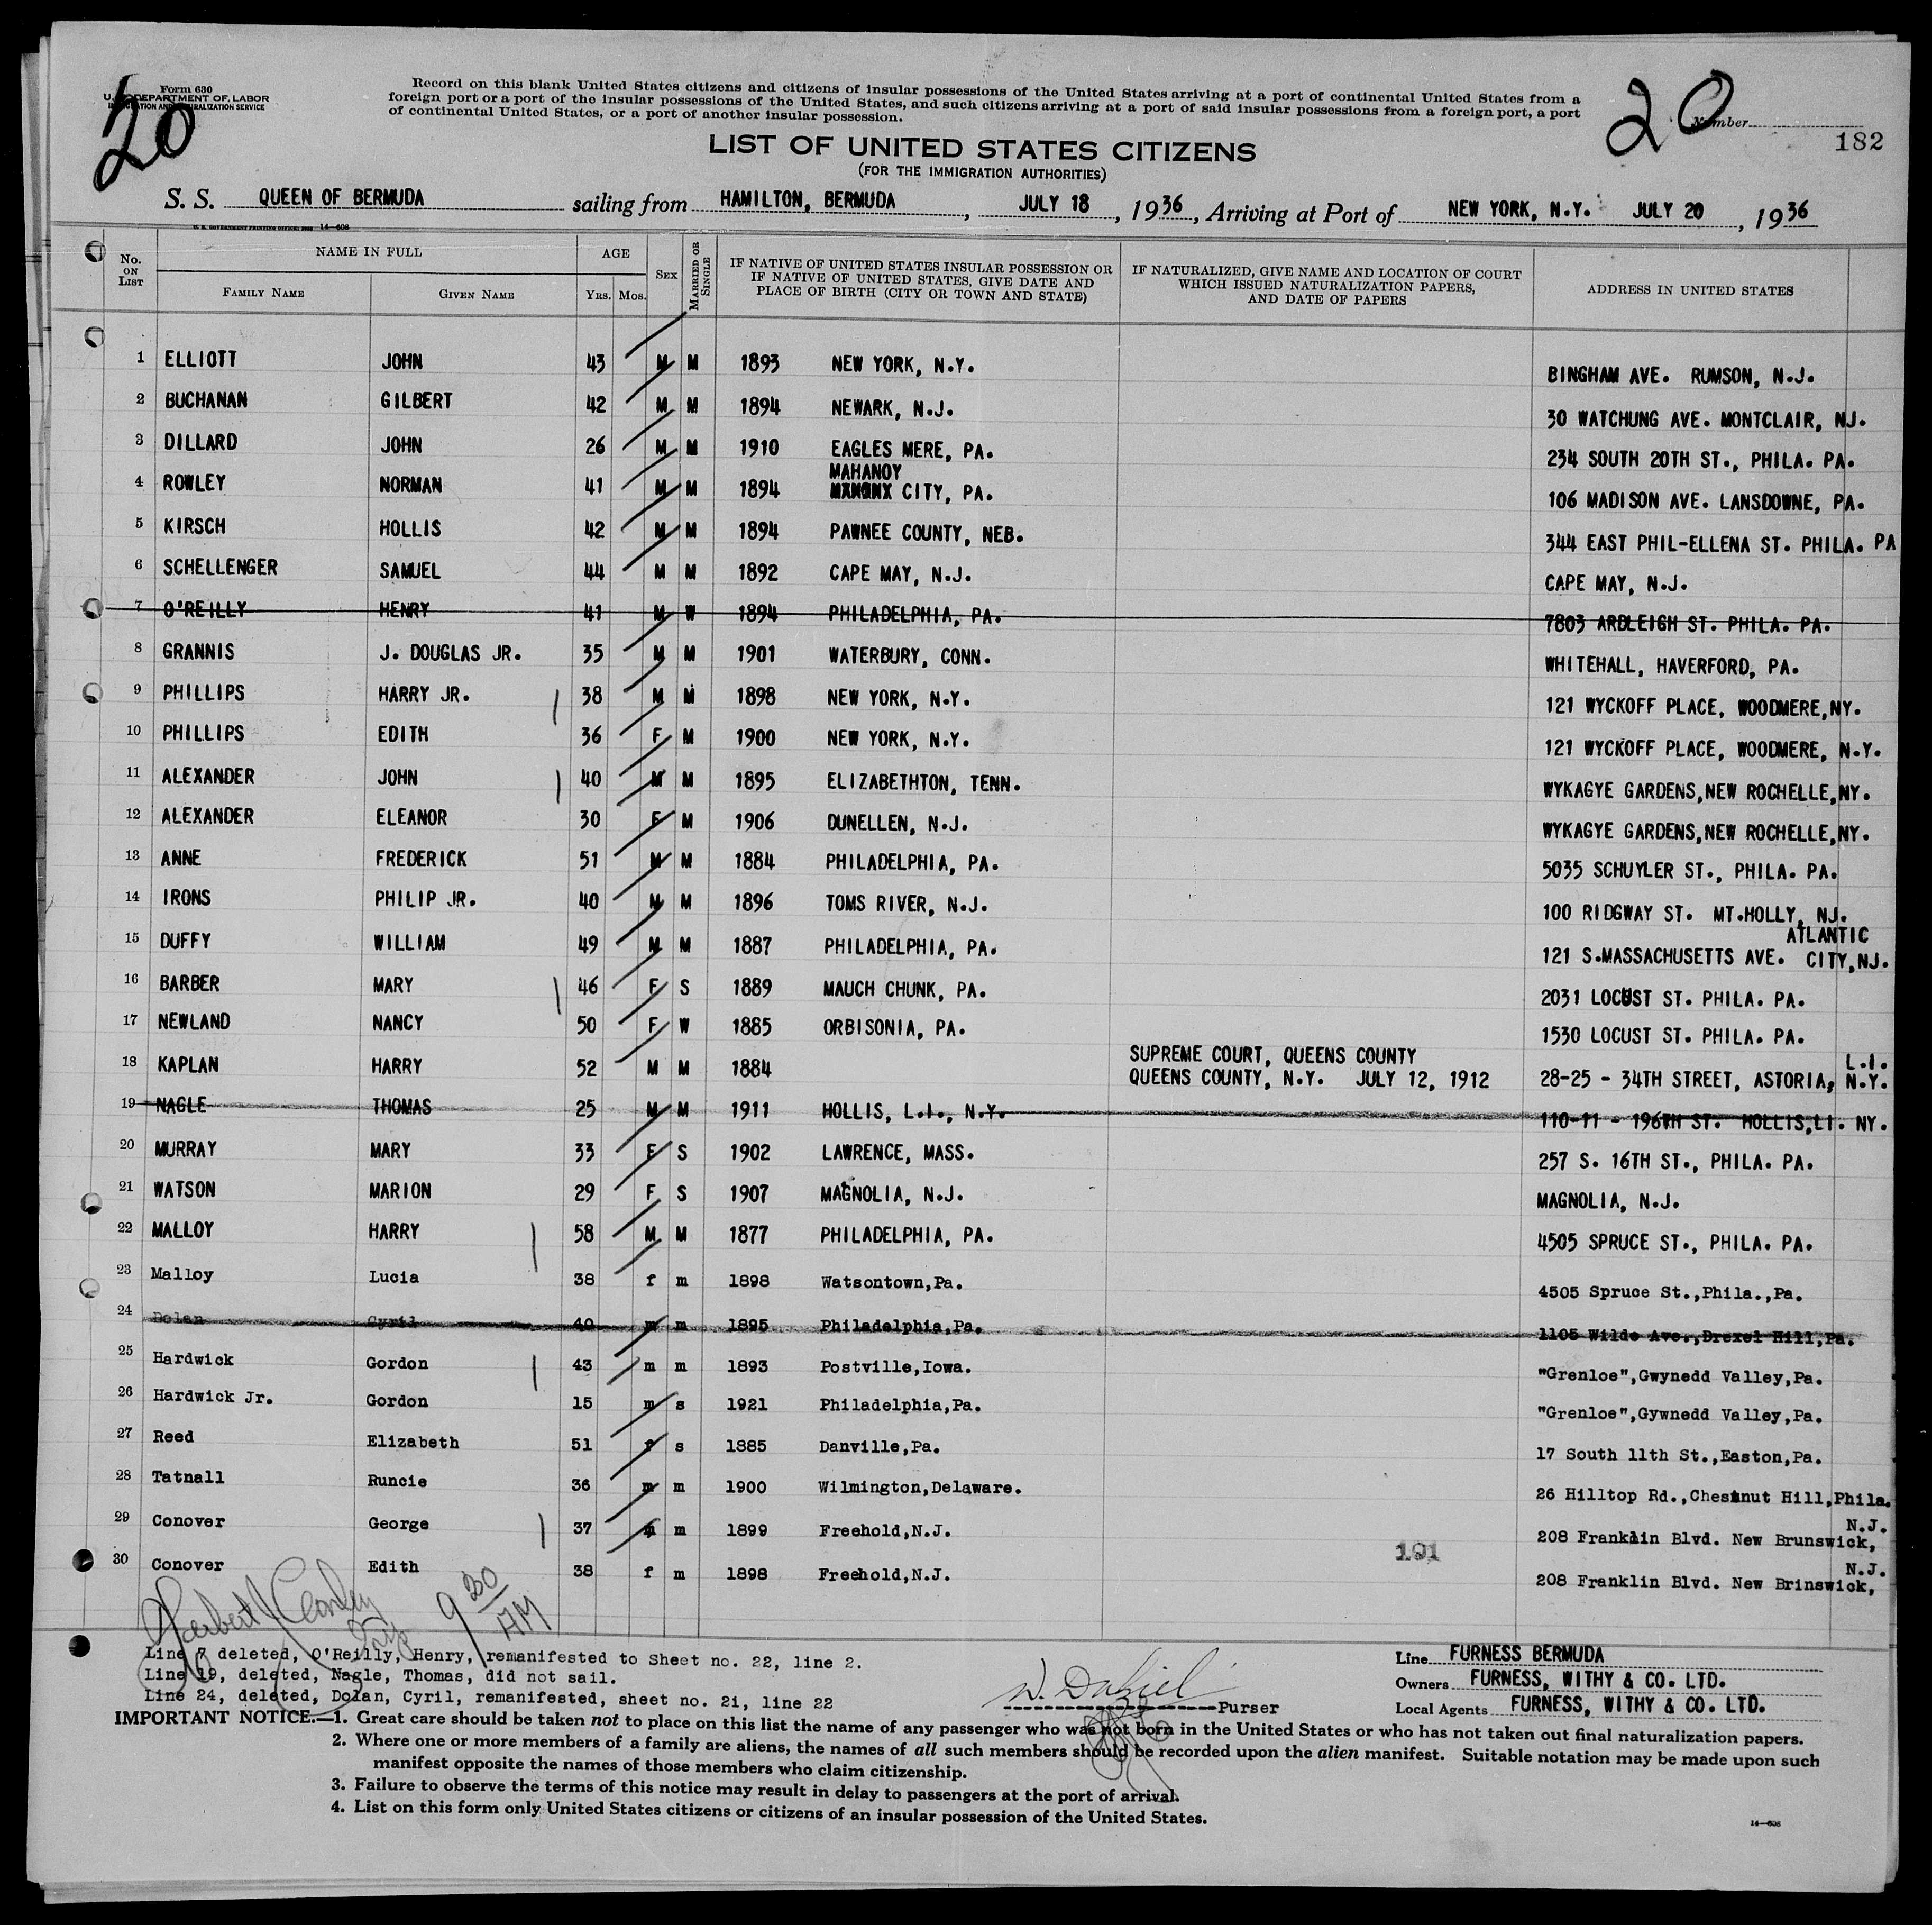 Form 630
U. S. DEPARTMENT OF LABOR
IMMIGRATION AND NATURALIZATION SERVICE
20
Record on this blank United States citizens and citizens of insular possessions of the United States arriving at a port of continental United States from a
foreign port or a port of the insular possessions of the United States, and such citizens arriving at a port of said insular possessions from a foreign port, a port
of continental United States, or a port of another insular possession.
20
Number
182
LIST OF UNITED STATES CITIZENS
(FOR THE IMMIGRATION AUTHORITIES)
S. S. QUEEN OF BERMUDA sailing from HAMILTON, BERMUDA, JULY 18, 1936, Arriving at Port of NEW YORK, N.Y. JULY 20, 1936
14-608
No. ON LIST NAME IN FULL AGE SEX MARRIED OR SINGLE IF NATIVE OF UNITED STATES INSULAR POSSESSION OR IF NATIVE OF UNITED STATES, GIVE DATE AND PLACE OF BIRTH (CITY OR TOWN AND STATE) IF NATURALIZED, GIVE NAME AND LOCATION OF COURT WHICH ISSUED NATURALIZATION PAPERS, AND DATE OF PAPERS ADDRESS IN UNITED STATES
FAMILY NAME GIVEN NAME YRS. MOS.
1 ELLIOTT JOHN 43 M M 1893 NEW YORK, N.Y. BINGHAM AVE. RUMSON, N.J.
2 BUCHANAN GILBERT 42 M M 1894 NEWARK, N.J. 30 WATCHUNG AVE. MONTCLAIR, NJ.
3 DILLARD JOHN 26 M M 1910 EAGLES MERE, PA. 234 SOUTH 20TH ST., PHILA. PA.
MAHANOY
4 ROWLEY NORMAN 41 M M 1894 CITY, PA. 106 MADISON AVE. LANSDOWNE, PA.
5 KIRSCH HOLLIS 42 M M 1894 PAWNEE COUNTY, NEB. 344 EAST PHIL-ELLENA ST. PHILA. PA
6 SCHELLENGER SAMUEL 44 M M 1892 CAPE MAY, N.J. CAPE MAY, N.J.
7 O'REILLY HENRY 41 M W 1894 PHILADELPHIA, PA. 7803 ARDLEIGH ST. PHILA. PA.
8 GRANNIS J. DOUGLAS JR. 35 M M 1901 WATERBURY, CONN. WHITEHALL, HAVERFORD, PA.
9 PHILLIPS HARRY JR. 38 M M 1898 NEW YORK, N.Y. 121 WYCKOFF PLACE, WOODMERE,NY.
10 PHILLIPS EDITH 36 F M 1900 NEW YORK, N.Y. 121 WYCKOFF PLACE, WOODMERE, N.Y.
11 ALEXANDER JOHN 40 M M 1895 ELIZABETHTON, TENN. WYKAGYE GARDENS,NEW ROCHELLE,NY.
12 ALEXANDER ELEANOR 30 F M 1906 DUNELLEN, N.J. WYKAGYE GARDENS,NEW ROCHELLE,NY.
13 ANNE FREDERICK 51 M M 1884 PHILADELPHIA, PA. 5035 SCHUYLER ST., PHILA. PA.
14 IRONS PHILIP JR. 40 M M 1896 TOMS RIVER, N.J. 100 RIDGWAY ST. MT.HOLLY, NJ.
ATLANTIC
15 DUFFY WILLIAM 49 M M 1887 PHILADELPHIA, PA. 121 S.MASSACHUSETTS AVE. CITY,NJ.
16 BARBER MARY 46 F S 1889 MAUCH CHUNK, PA. 2031 LOCUST ST. PHILA. PA.
17 NEWLAND NANCY 50 F W 1885 ORBISONIA, PA. 1530 LOCUST ST. PHILA. PA.
SUPREME COURT, QUEENS COUNTY L.I.
18 KAPLAN HARRY 52 M M 1884 QUEENS COUNTY, N.Y. JULY 12, 1912 28-25 - 34TH STREET, ASTORIA, N.Y.
19 NAGLE THOMAS 25 M M 1911 HOLLIS, L.I., N.Y. 110-11 - 196TH ST. HOLLIS,LI. NY.
20 MURRAY MARY 33 F S 1902 LAWRENCE, MASS. 257 S. 16TH ST., PHILA. PA.
21 WATSON MARION 29 F S 1907 MAGNOLIA, N.J. MAGNOLIA, N.J.
22 MALLOY HARRY 58 M M 1877 PHILADELPHIA, PA. 4505 SPRUCE ST., PHILA. PA.
23 Malloy Lucia 38 f m 1898 Watsontown,Pa. 4505 Spruce St.,Phila.,Pa.
24 Dolan Cyril 40 m m 1895 Philadelphia,Pa. 1105 Wilde Ave.,Drexel Hill,Pa.
25 Hardwick Gordon 43 m m 1893 Postville,Iowa. "Grenloe",Gwynedd Valley,Pa.
26 Hardwick Jr. Gordon 15 m s 1921 Philadelphia,Pa. "Grenloe",Gywnedd Valley,Pa.
27 Reed Elizabeth 51 f s 1885 Danville,Pa. 17 South 11th St.,Easton,Pa.
28 Tatnall Runcie 36 m m 1900 Wilmington,Delaware. 26 Hilltop Rd.,Chestnut Hill,Phila.
N.J.
29 Conover George 37 m m 1899 Freehold,N.J. 208 Franklin Blvd. New Brunswick,
191
N.J.
30 Conover Edith 38 f m 1898 Freehold,N.J. 208 Franklin Blvd. New Brinswick,
9 30 AM
Line 7 deleted, O'Reilly, Henry, remanifested to Sheet no. 22, line 2.
Line 19, deleted, Nagle, Thomas, did not sail.
Line 24, deleted, Dolan, Cyril, remanifested, sheet no. 21, line 22
Purser
Line FURNESS BERMUDA
Owners FURNESS, WITHY & CO. LTD.
Local Agents FURNESS, WITHY & CO. LTD.
IMPORTANT NOTICE.—1. Great care should be taken not to place on this list the name of any passenger who was not born in the United States or who has not taken out final naturalization papers.
2. Where one or more members of a family are aliens, the names of all such members should be recorded upon the alien manifest. Suitable notation may be made upon such
manifest opposite the names of those members who claim citizenship.
3. Failure to observe the terms of this notice may result in delay to passengers at the port of arrival.
4. List on this form only United States citizens or citizens of an insular possession of the United States.
14-608